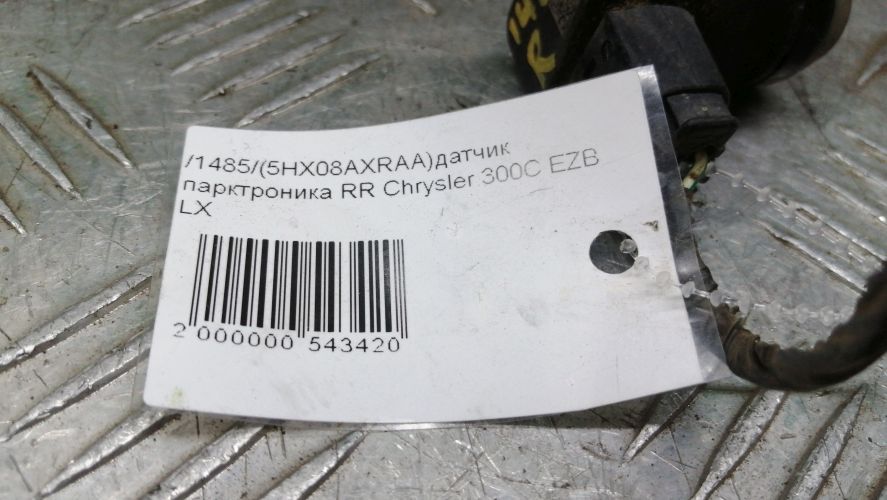 /1485/(5HX08AXRAA)датчик
парктроника RR Chrysler 300C EZB
LX
2 000000 543420